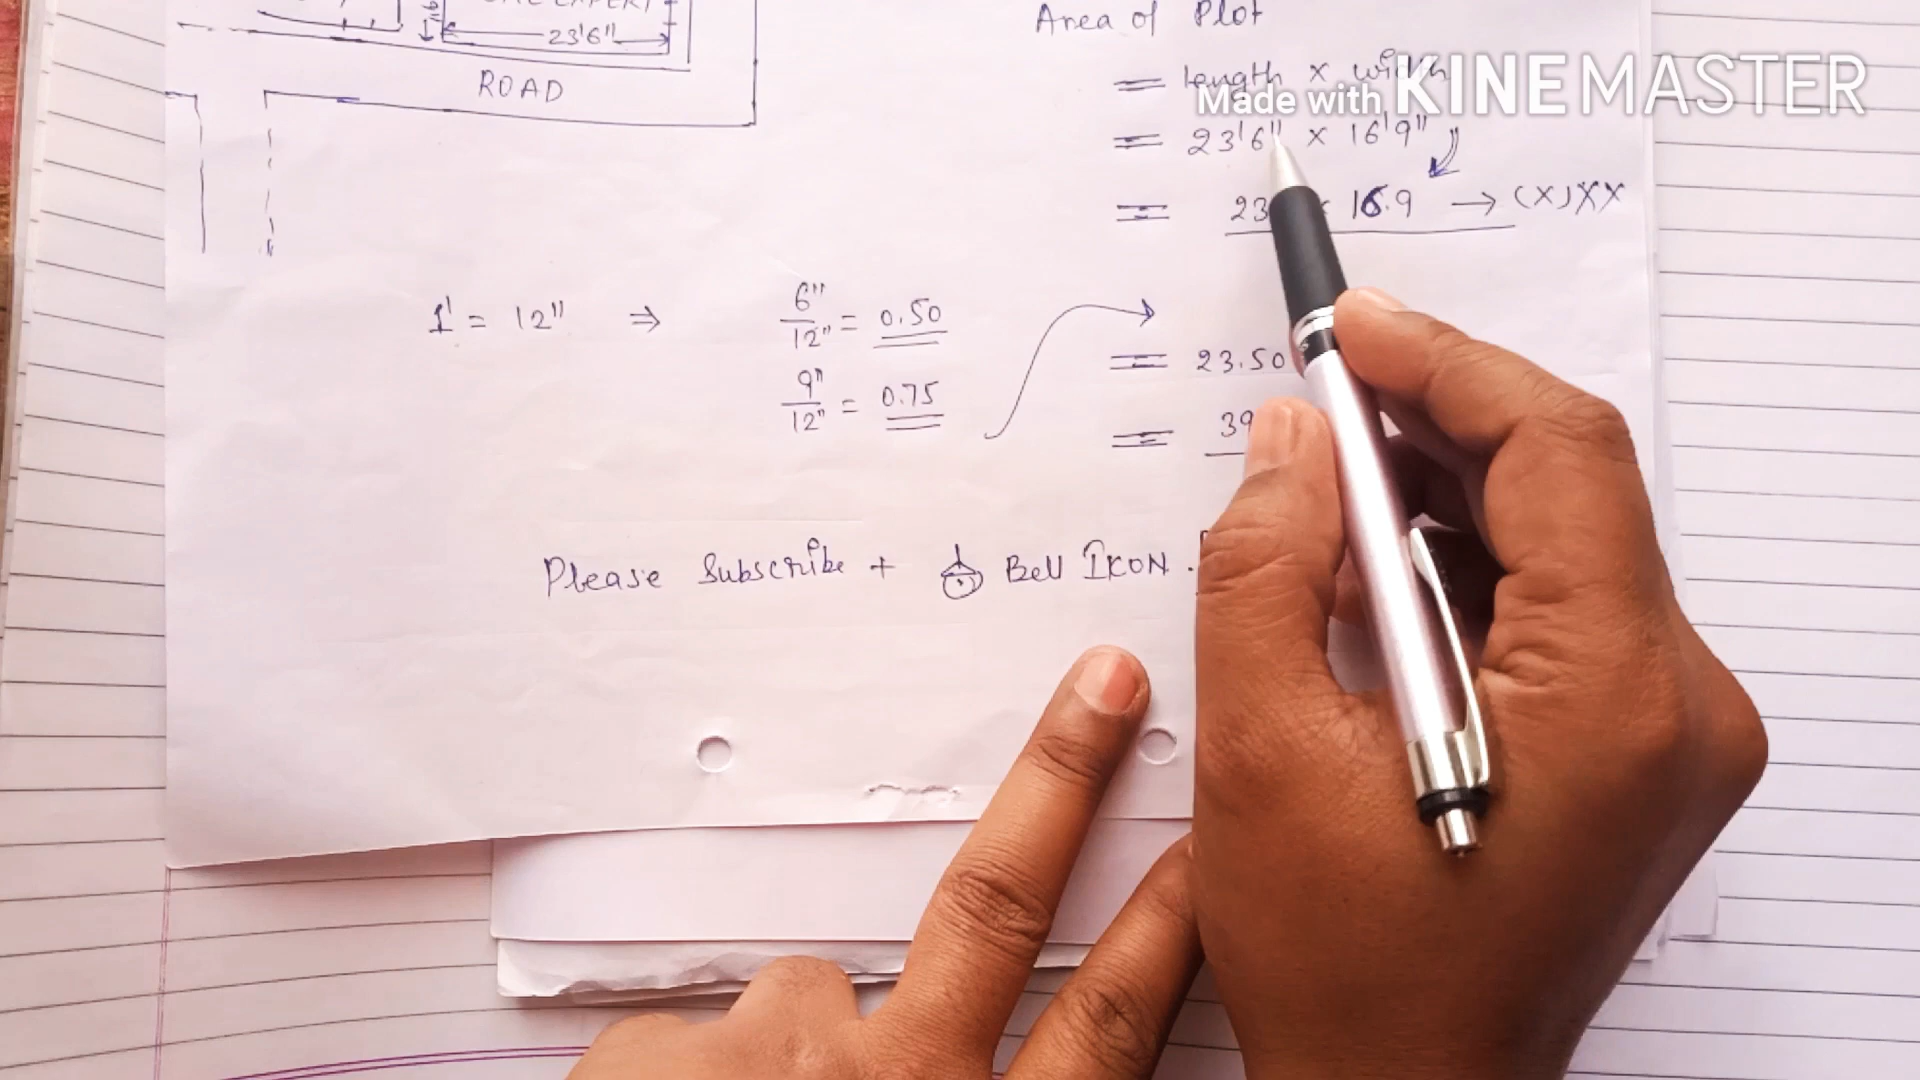 23'6"
ROAD
Area of Plot
= length x width
Made with KINEMASTER
= 23'6" x 16'9"
= 23 16.9 → (X)XX
1' = 12" ⇒ 6"/12" = 0.50
9"/12" = 0.75
= 23.50
= 39
Please Subscribe + Bell IKON.